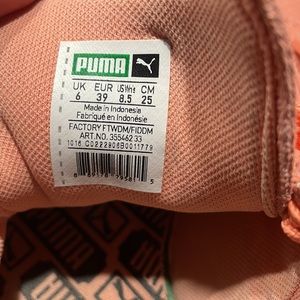 PUMA
UK EUR US Wn's CM
6 39 8.5 25
Made in Indonesia
Fabriqué en Indonésie
FACTORY FTWDM/FIDDM
ART.NO. 355462 33